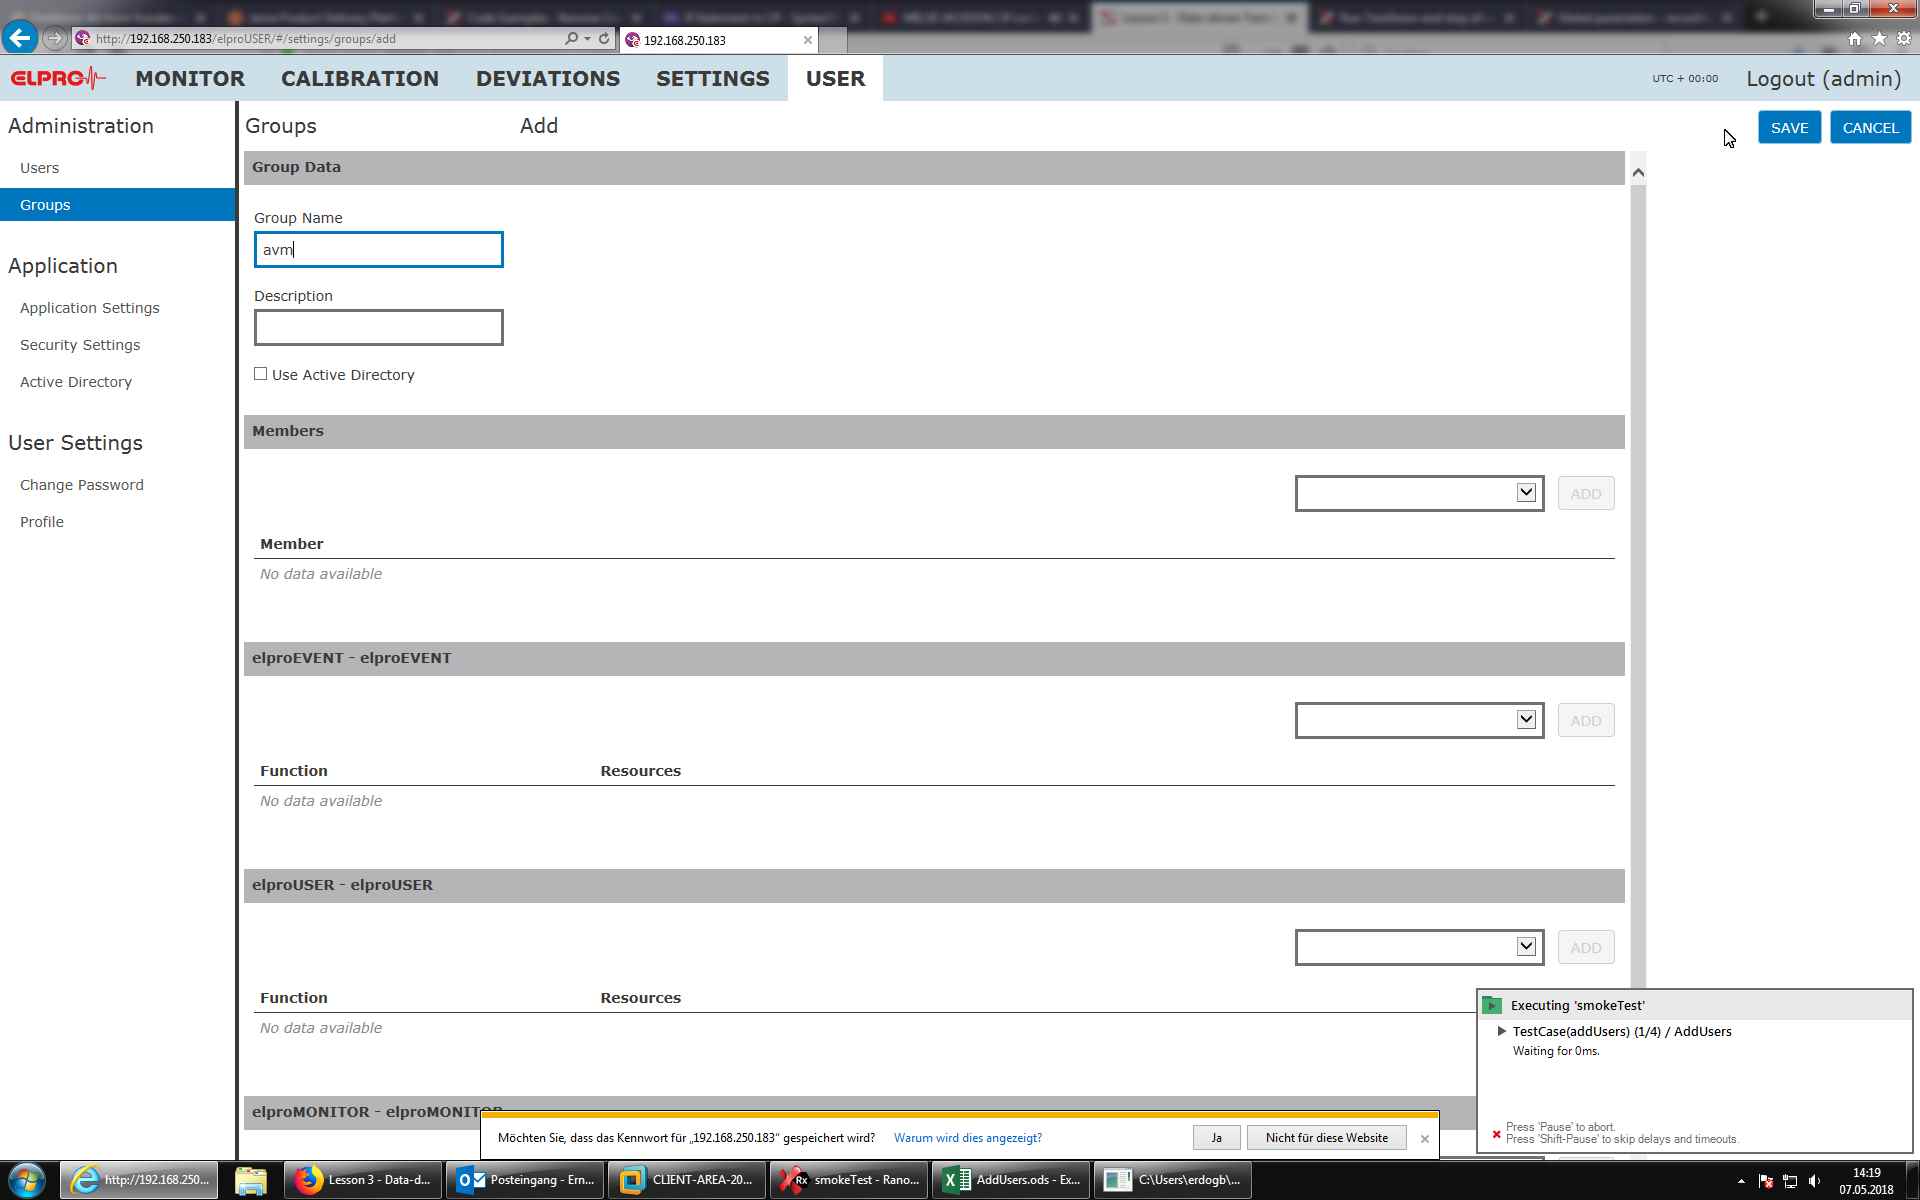 http://192.168.250.183/elproUSER/#/settings/groups/add
192.168.250.183
ELPRO
MONITOR
CALIBRATION
DEVIATIONS
SETTINGS
USER
UTC + 00:00
Logout (admin)
Administration
Users
Groups
Application
Application Settings
Security Settings
Active Directory
User Settings
Change Password
Profile
Groups
Add
SAVE
CANCEL
Group Data
Group Name
avm
Description
Use Active Directory
Members
ADD
Member
No data available
elproEVENT - elproEVENT
ADD
Function
Resources
No data available
elproUSER - elproUSER
ADD
Function
Resources
No data available
elproMONITOR - elproMONITOR
Executing 'smokeTest'
TestCase(addUsers) (1/4) / AddUsers
Waiting for 0ms.
Press 'Pause' to abort.
Press 'Shift-Pause' to skip delays and timeouts.
Möchten Sie, dass das Kennwort für „192.168.250.183“ gespeichert wird?
Warum wird dies angezeigt?
Ja
Nicht für diese Website
http://192.168.250...
Lesson 3 - Data-d...
Posteingang - Ern...
CLIENT-AREA-20...
smokeTest - Rano...
AddUsers.ods - Ex...
C:\Users\erdogb\...
14:19
07.05.2018